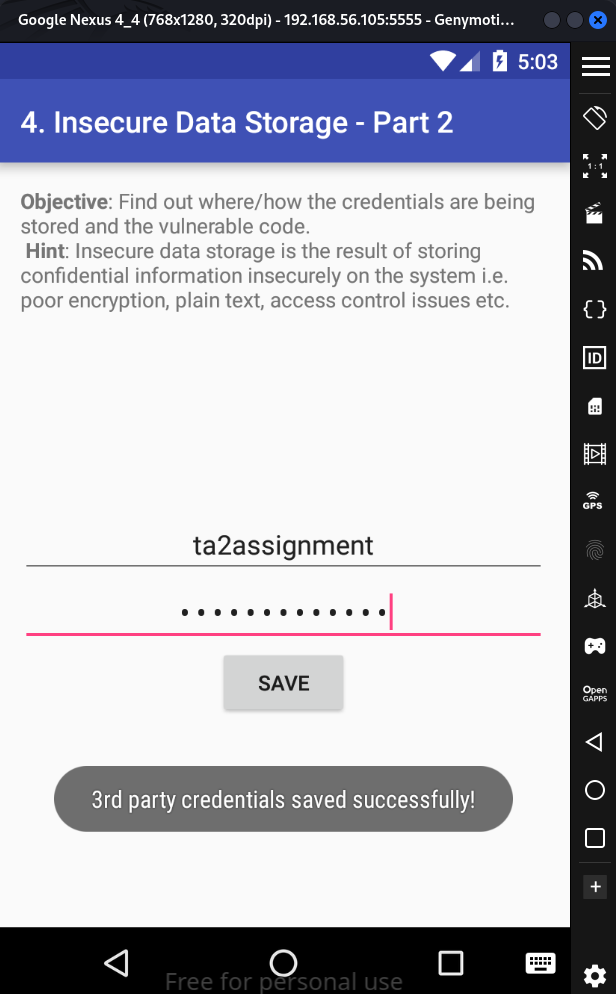 Google Nexus 4_4 (768x1280, 320dpi) - 192.168.56.105:5555 - Genymoti...
5:03
4. Insecure Data Storage - Part 2
Objective: Find out where/how the credentials are being
stored and the vulnerable code.
Hint: Insecure data storage is the result of storing
confidential information insecurely on the system i.e.
poor encryption, plain text, access control issues etc.
ta2assignment
•••••••••••••
SAVE
3rd party credentials saved successfully!
Free for personal use
1:1
ID
GPS
Open
GAPPS